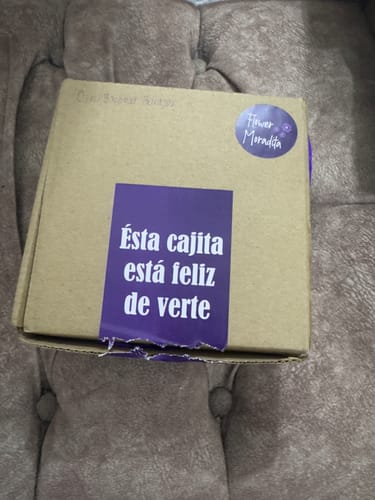 Flower
Moradita
Ésta cajita
está feliz
de verte